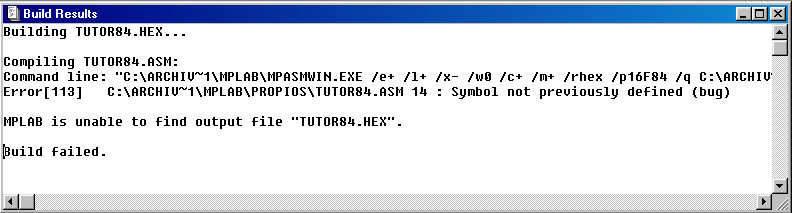 Build Results
Building TUTOR84.HEX...
Compiling TUTOR84.ASM:
Command line: "C:\ARCHIV~1\MPLAB\MPASMWIN.EXE /e+ /l+ /x- /w0 /c+ /m+ /rhex /p16F84 /q C:\ARCHIV
Error[113]   C:\ARCHIV~1\MPLAB\PROPIOS\TUTOR84.ASM 14 : Symbol not previously defined (bug)
MPLAB is unable to find output file "TUTOR84.HEX".
Build failed.